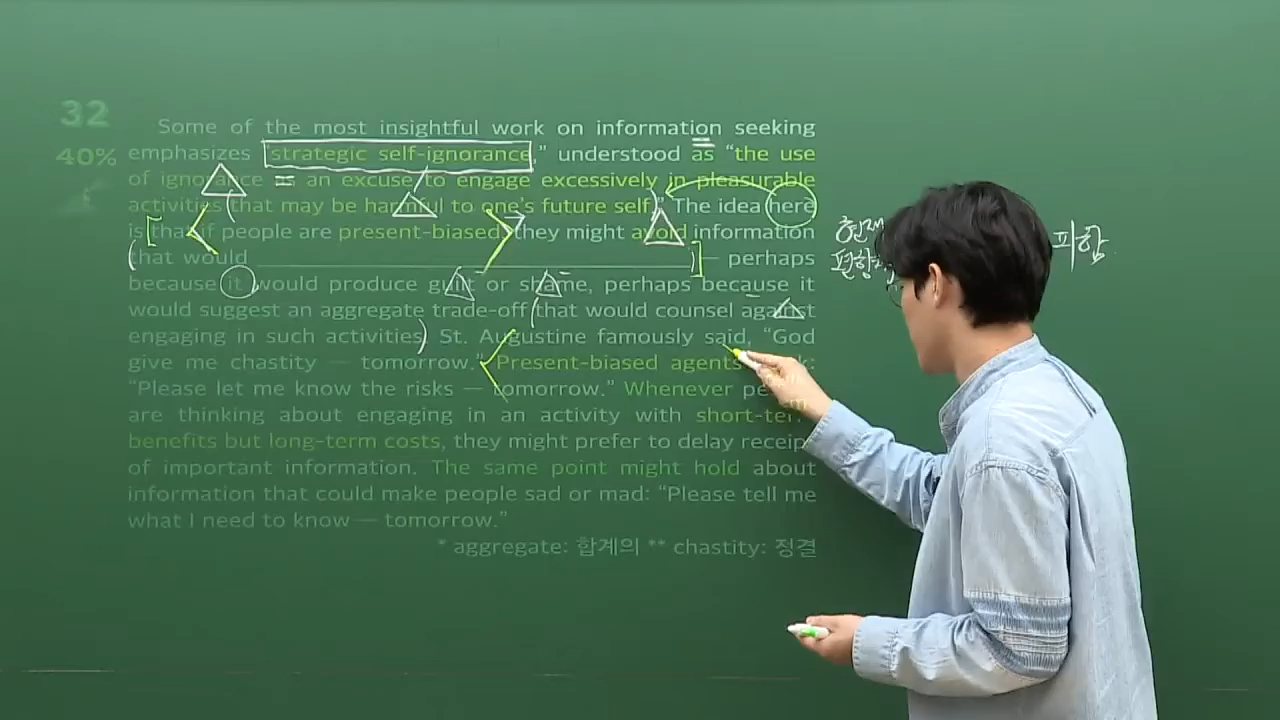 32
40%
Some of the most insightful work on information seeking
emphasizes “strategic self-ignorance,” understood as “the use
of ignorance as an excuse to engage excessively in pleasurable
activities that may be harmful to one’s future self.” The idea here
is that if people are present-biased, they might avoid information
that would ____ — perhaps
because it would produce guilt or shame, perhaps because it
would suggest an aggregate trade-off that would counsel against
engaging in such activities. St. Augustine famously said, “God
give me chastity — tomorrow.” Present-biased agents
“Please let me know the risks — tomorrow.” Whenever
are thinking about engaging in an activity with short-term
benefits but long-term costs, they might prefer to delay receipt
of important information. The same point might hold about
information that could make people sad or mad: “Please tell me
what I need to know — tomorrow.”
* aggregate: 합계의 ** chastity: 정결
현재
편향
피함